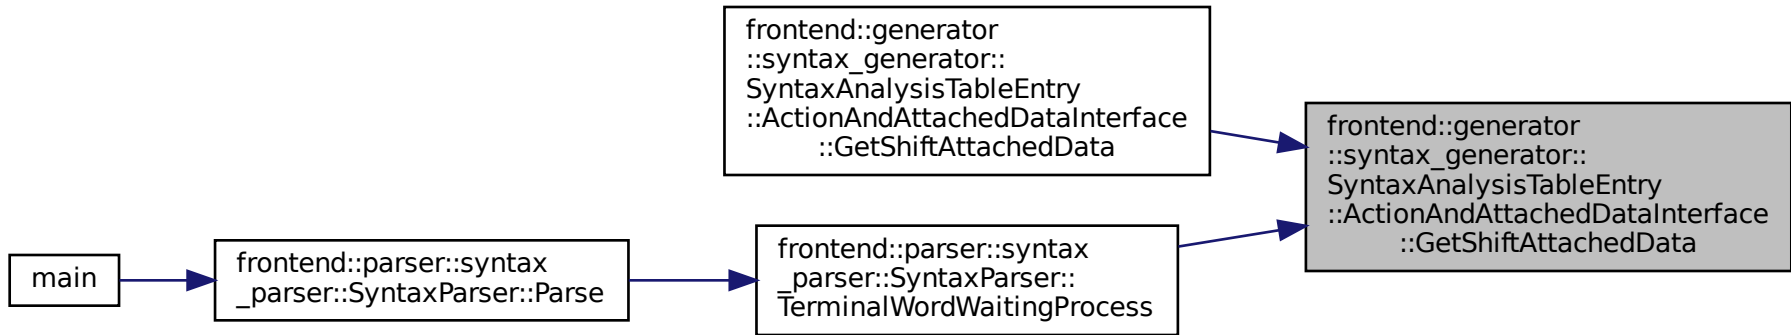 frontend::generator
::syntax_generator::
SyntaxAnalysisTableEntry
::ActionAndAttachedDataInterface
::GetShiftAttachedData
frontend::generator
::syntax_generator::
SyntaxAnalysisTableEntry
::ActionAndAttachedDataInterface
::GetShiftAttachedData
main
frontend::parser::syntax
_parser::SyntaxParser::Parse
frontend::parser::syntax
_parser::SyntaxParser::
TerminalWordWaitingProcess